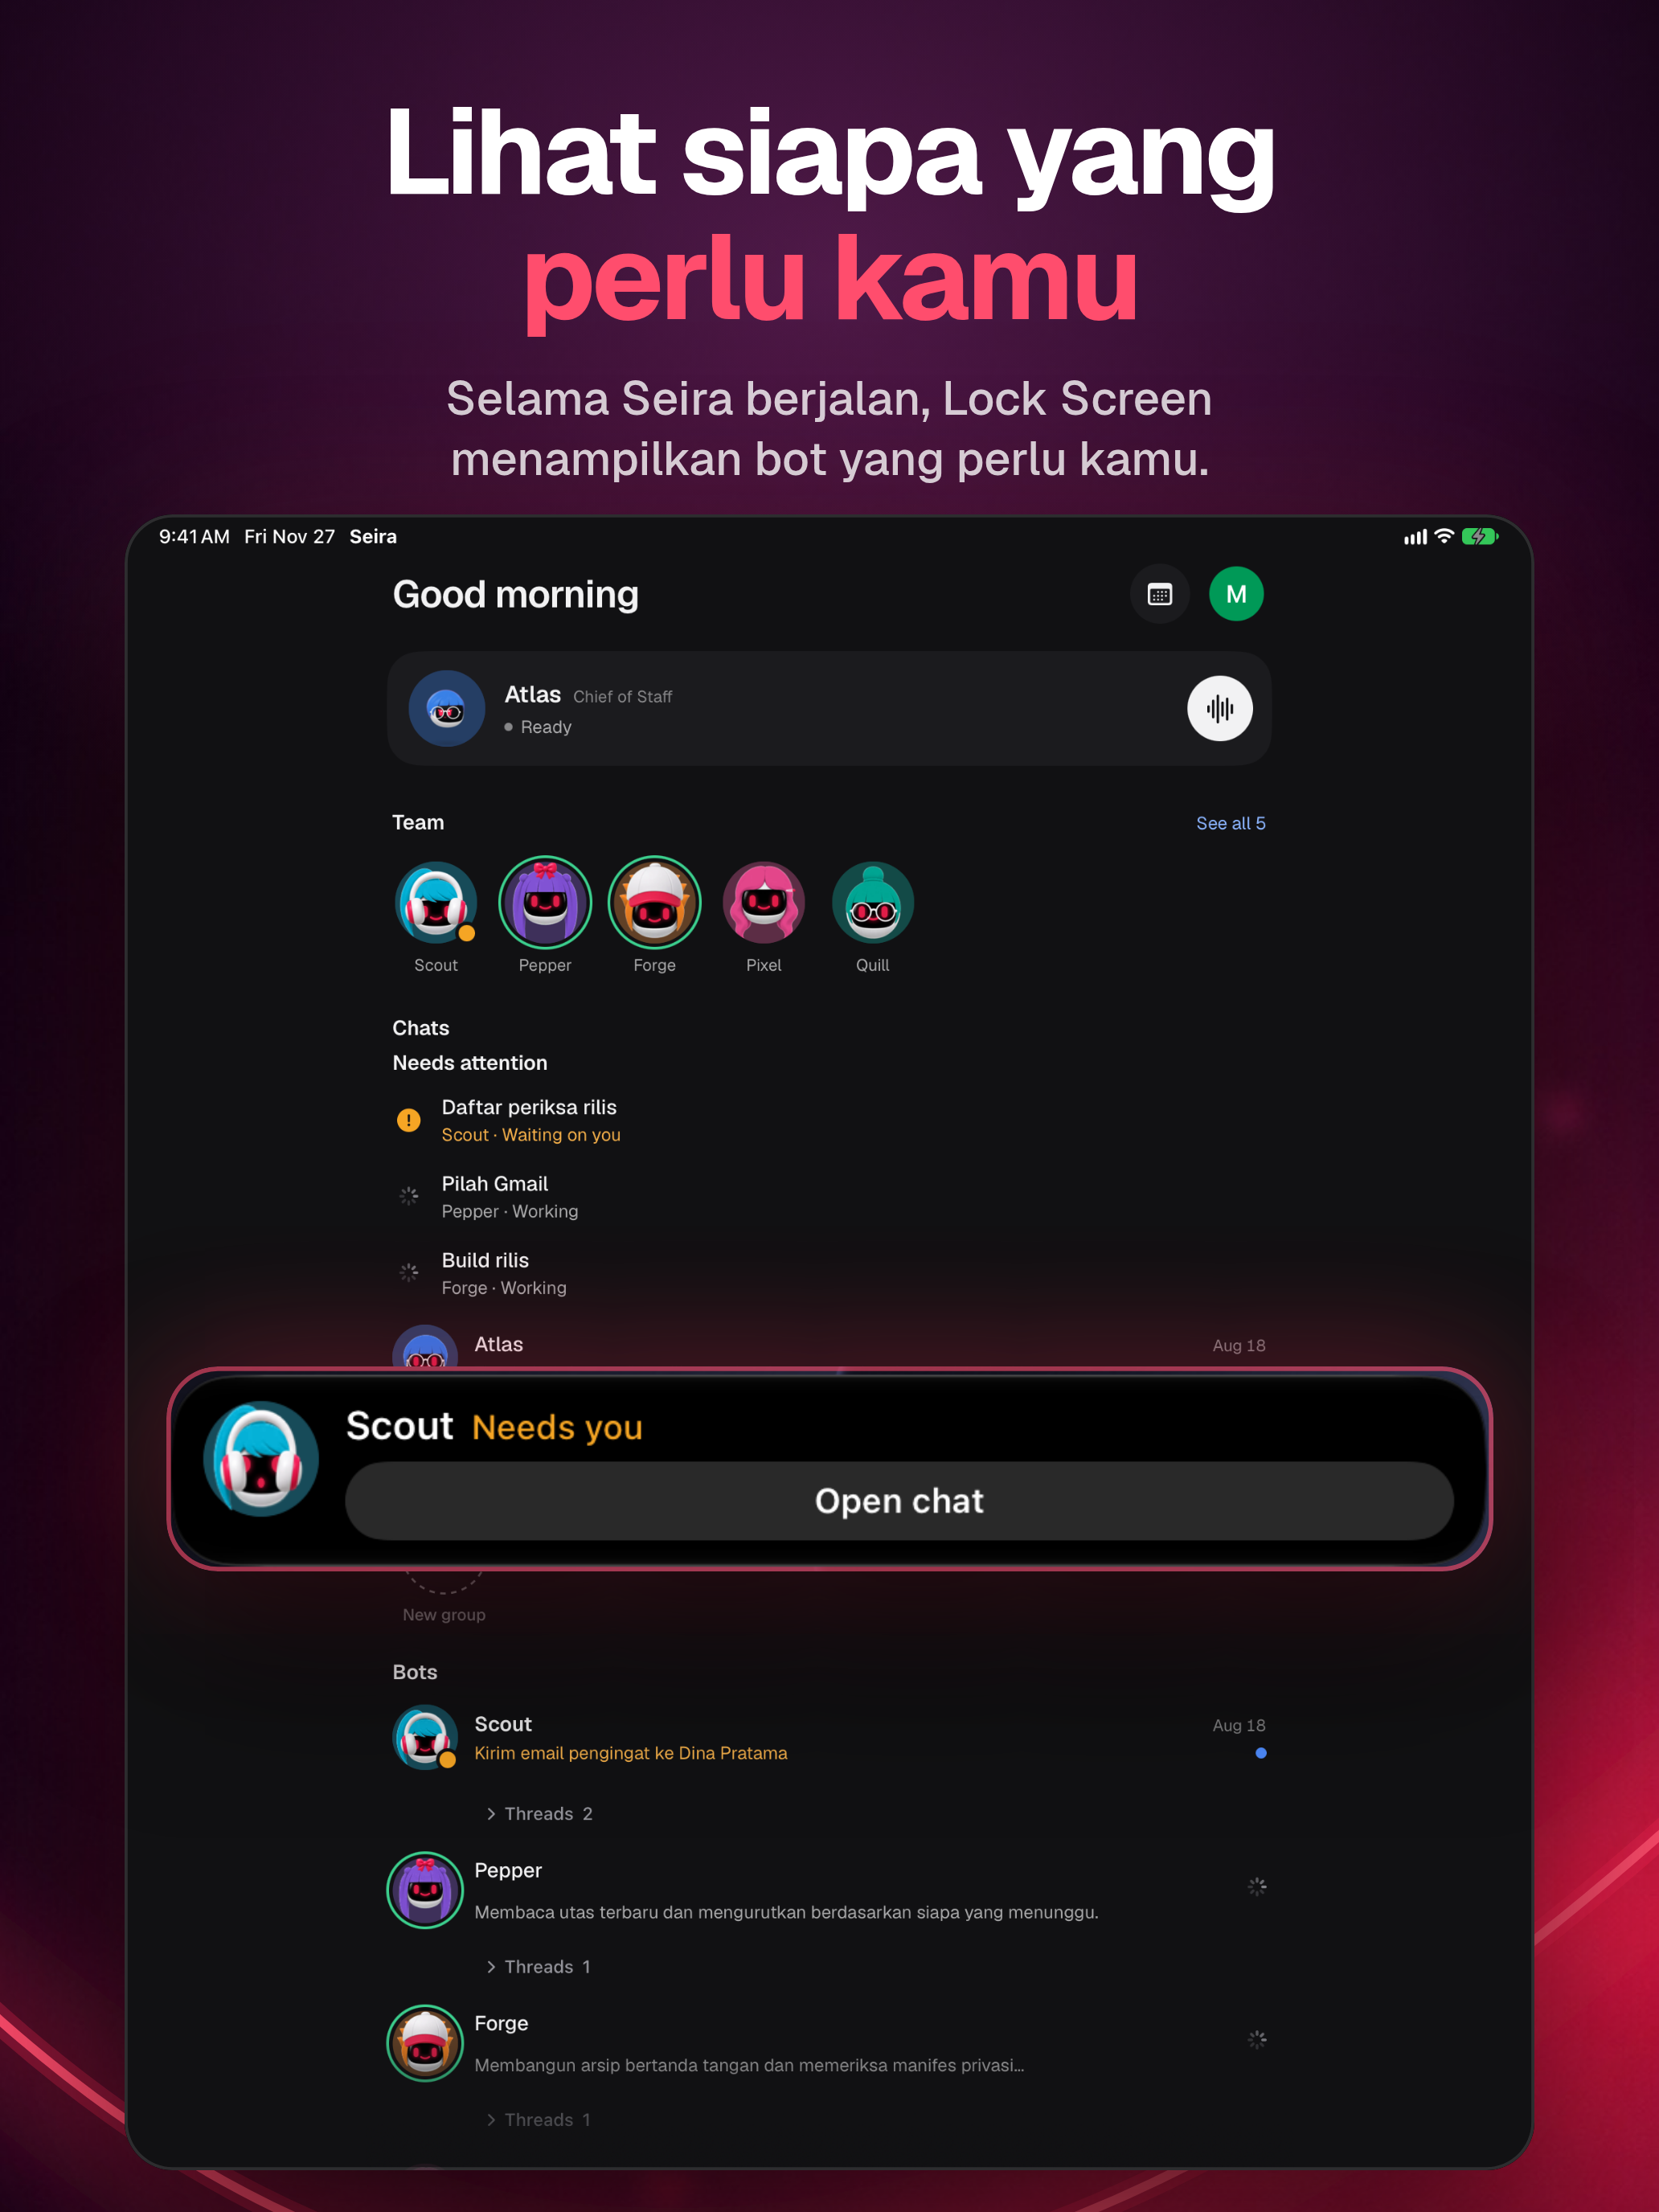 Lihat siapa yang
perlu kamu
Selama Seira berjalan, Lock Screen
menampilkan bot yang perlu kamu.
9:41 AM Fri Nov 27 Seira
Good morning
M
Atlas Chief of Staff
Ready
Team
See all 5
Scout
Pepper
Forge
Pixel
Quill
Chats
Needs attention
Daftar periksa rilis
Scout · Waiting on you
Pilah Gmail
Pepper · Working
Build rilis
Forge · Working
Atlas
Aug 18
Scout Needs you
Open chat
New group
Bots
Scout
Aug 18
Kirim email pengingat ke Dina Pratama
Threads 2
Pepper
Membaca utas terbaru dan mengurutkan berdasarkan siapa yang menunggu.
Threads 1
Forge
Membangun arsip bertanda tangan dan memeriksa manifes privasi...
Threads 1